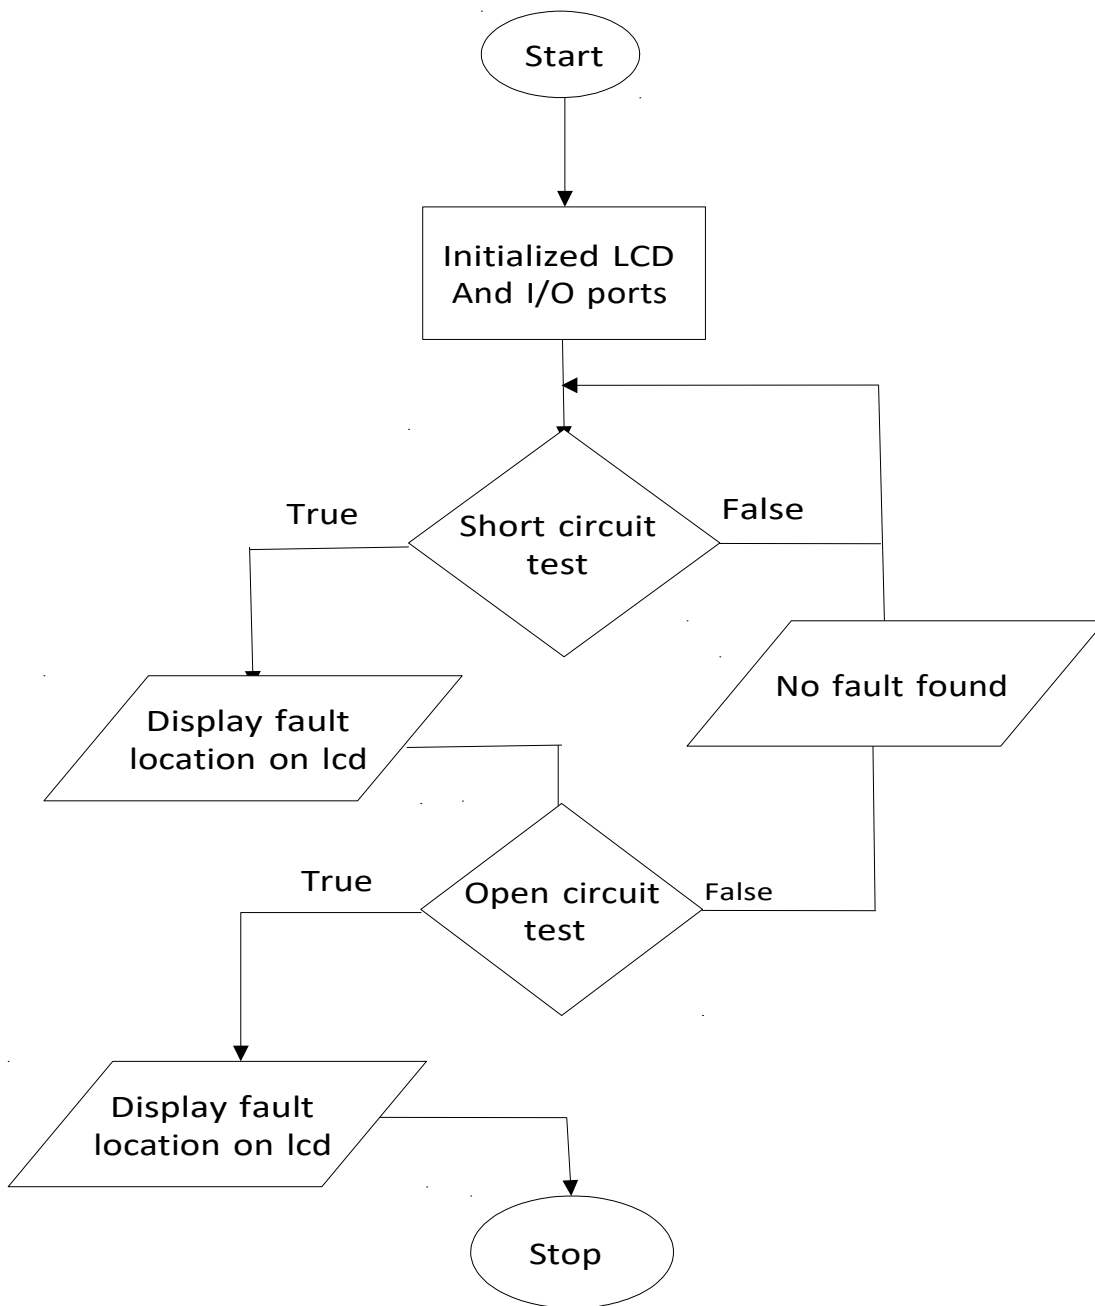 Start
Initialized LCD
And I/O ports
True
False
Short circuit
test
No fault found
Display fault
location on lcd
True
Open circuit
test
False
Display fault
location on lcd
Stop